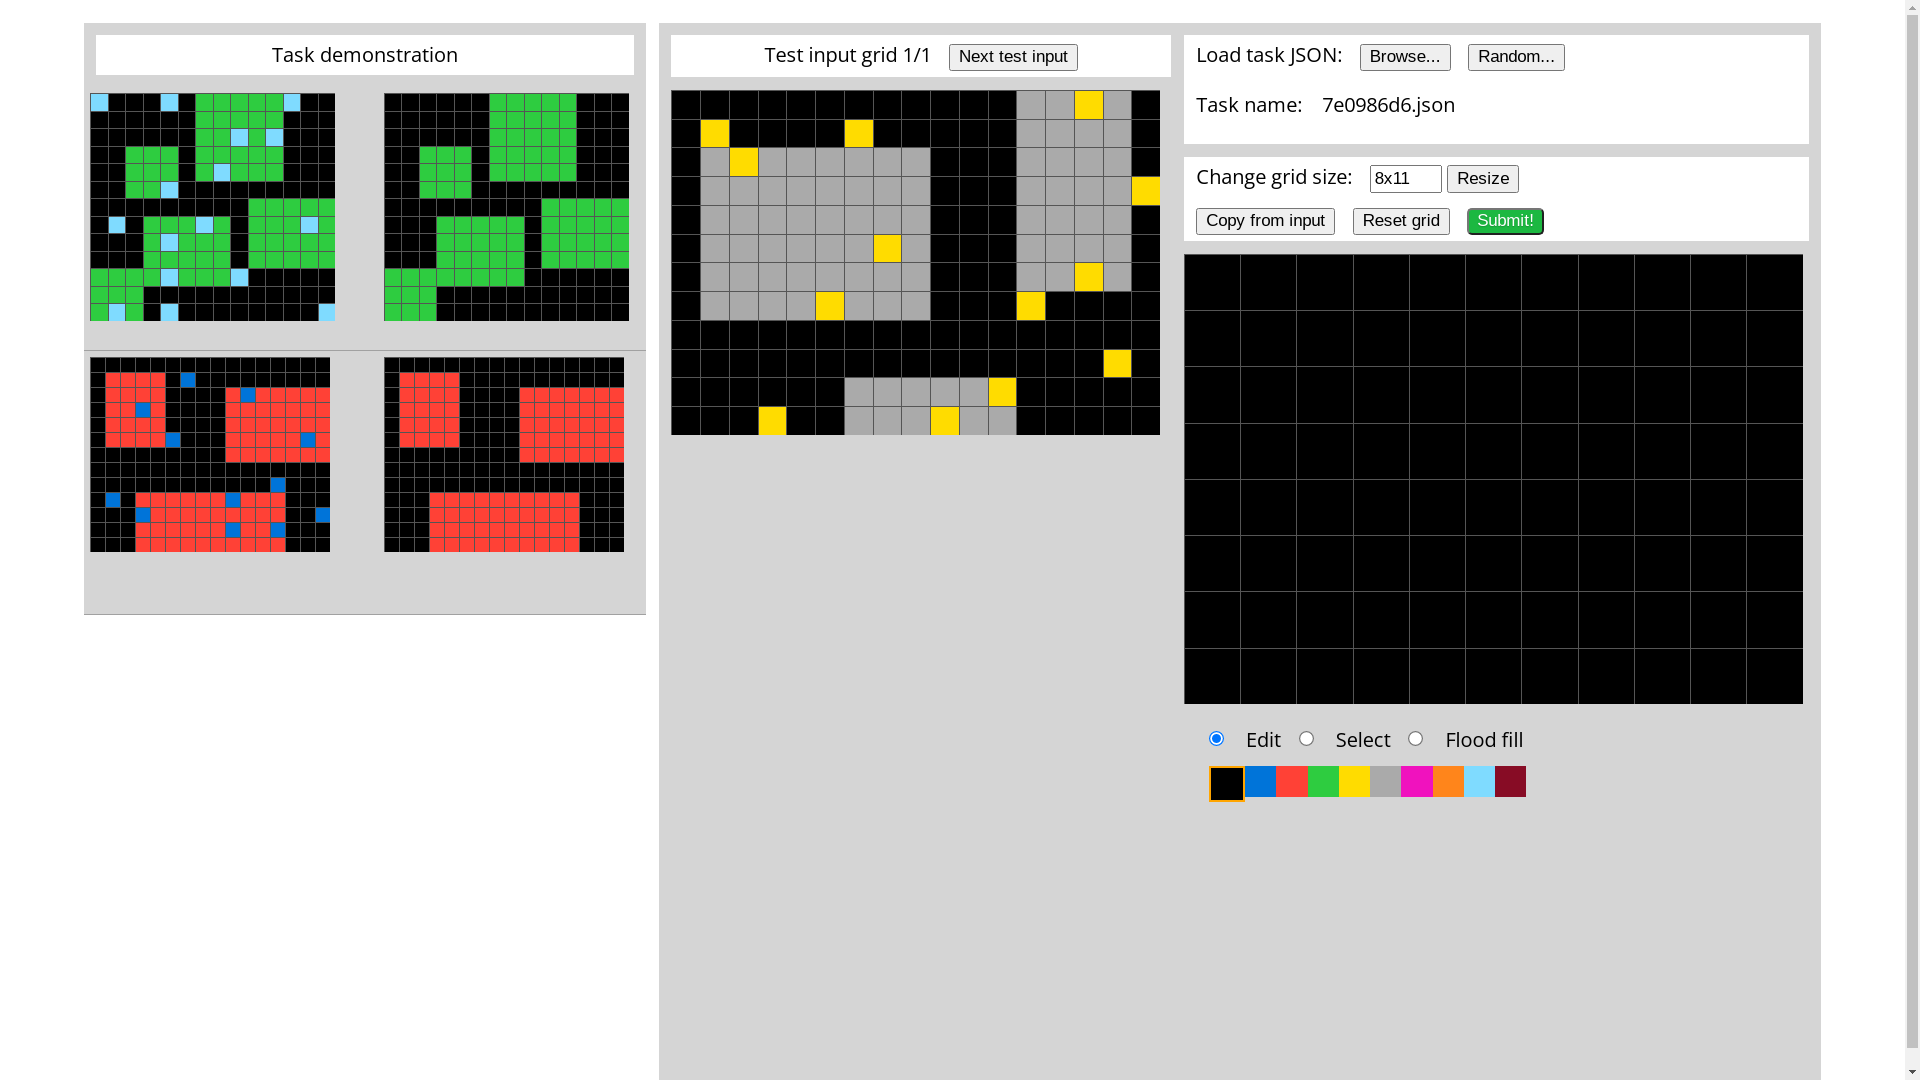 Task demonstration
Test input grid 1/1 Next test input
Load task JSON: Browse... Random...
Task name: 7e0986d6.json
Change grid size: 8x11 Resize
Copy from input Reset grid Submit!
Edit Select Flood fill